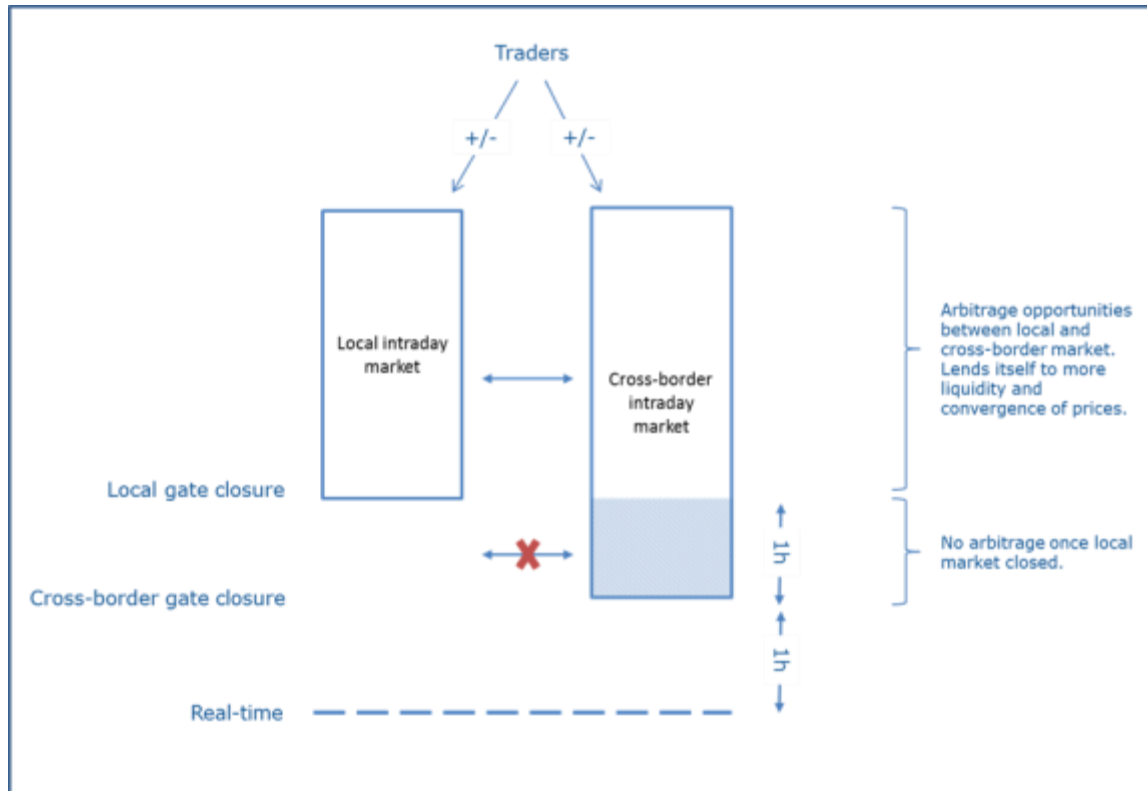 Traders
+/-
+/-
Local intraday
market
Cross-border
intraday
market
Arbitrage opportunities
between local and
cross-border market.
Lends itself to more
liquidity and
convergence of prices.
Local gate closure
1h
No arbitrage once local
market closed.
Cross-border gate closure
1h
Real-time